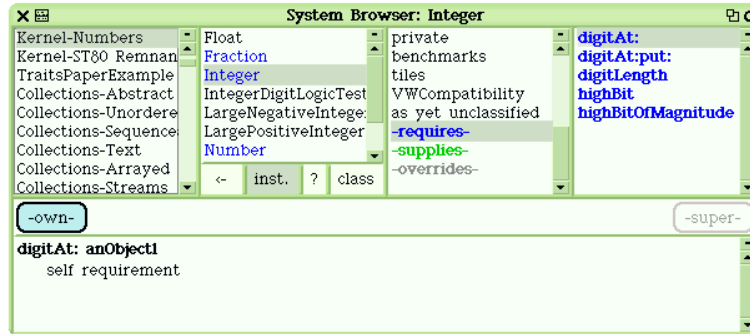 System Browser: Integer
Kernel-Numbers
Kernel-ST80 Remnan
TraitsPaperExample
Collections-Abstract
Collections-Unordere
Collections-Sequence
Collections-Text
Collections-Arrayed
Collections-Streams
Float
Fraction
Integer
IntegerDigitLogicTest
LargeNegativeInteger
LargePositiveInteger
Number
<- inst. ? class
private
benchmarks
tiles
VWCompatibility
as yet unclassified
-requires-
-supplies-
-overrides-
digitAt:
digitAt:put:
digitLength
highBit
highBitOfMagnitude
-own- -super-
digitAt: anObject1
self requirement